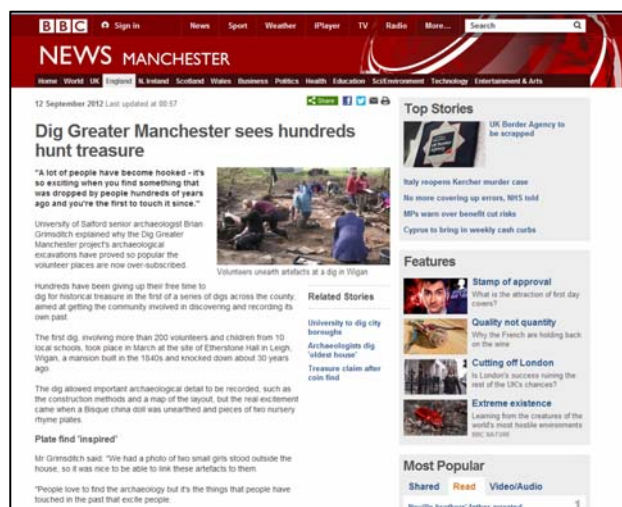 BBC Sign in News Sport Weather iPlayer TV Radio More... Search
NEWS MANCHESTER
Home World UK England N. Ireland Scotland Wales Business Politics Health Education Sci/Environment Technology Entertainment & Arts
12 September 2012 Last updated at 00:57
Share
Dig Greater Manchester sees hundreds
hunt treasure
"A lot of people have become hooked - it's
so exciting when you find something that
was dropped by people hundreds of years
ago and you're the first to touch it since."
University of Salford senior archaeologist Brian
Grimsditch explained why the Dig Greater
Manchester project's archaeological
excavations have proved so popular the
volunteer places are now over-subscribed.
Volunteers unearth artefacts at a dig in Wigan
Hundreds have been giving up their free time to
dig for historical treasure in the first of a series of digs across the county,
aimed at getting the community involved in discovering and recording its
own past.
The first dig, involving more than 200 volunteers and children from 10
local schools, took place in March at the site of Etherstone Hall in Leigh,
Wigan, a mansion built in the 1840s and knocked down about 30 years
ago.
The dig allowed important archaeological detail to be recorded, such as
the construction methods and a map of the layout, but the real excitement
came when a Bisque china doll was unearthed and pieces of two nursery
rhyme plates.
Plate find 'inspired'
Mr Grimsditch said: "We had a photo of two small girls stood outside the
house, so it was nice to be able to link these artefacts to them.
"People love to find the archaeology but it's the things that people have
touched in the past that excite people.
Related Stories
University to dig city
boroughs
Archaeologists dig
'oldest house'
Treasure claim after
coin find
Top Stories
UK Border Agency to
be scrapped
Italy reopens Kercher murder case
No more covering up errors, NHS told
MPs warn over benefit cut risks
Cyprus to bring in weekly cash curbs
Features
Stamp of approval
What is the attraction of first day
covers?
Quality not quantity
Why the French are holding back
on the wine
Cutting off London
Is London's success ruining the
rest of the UK's chances?
Extreme existence
Learning from the creatures of the
world's most hostile environments
BBC NATURE
Most Popular
Shared Read Video/Audio
1